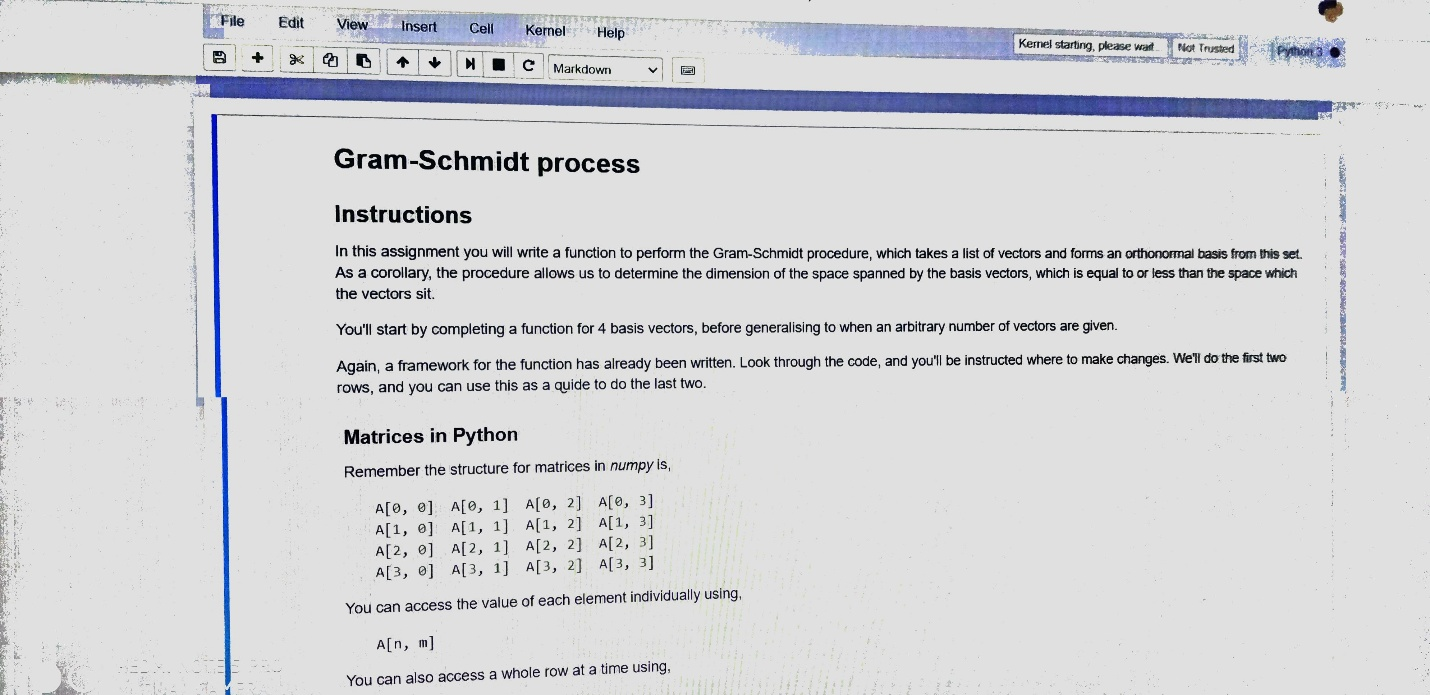 File Edit View Insert Cell Kernel Help
Kernel starting, please wait.. Not Trusted Python 3
Markdown
Gram-Schmidt process
Instructions
In this assignment you will write a function to perform the Gram-Schmidt procedure, which takes a list of vectors and forms an orthonormal basis from this set.
As a corollary, the procedure allows us to determine the dimension of the space spanned by the basis vectors, which is equal to or less than the space which
the vectors sit.
You'll start by completing a function for 4 basis vectors, before generalising to when an arbitrary number of vectors are given.
Again, a framework for the function has already been written. Look through the code, and you'll be instructed where to make changes. We'll do the first two
rows, and you can use this as a guide to do the last two.
Matrices in Python
Remember the structure for matrices in numpy is,
A[0, 0] A[0, 1] A[0, 2] A[0, 3]
A[1, 0] A[1, 1] A[1, 2] A[1, 3]
A[2, 0] A[2, 1] A[2, 2] A[2, 3]
A[3, 0] A[3, 1] A[3, 2] A[3, 3]
You can access the value of each element individually using,
A[n, m]
You can also access a whole row at a time using,